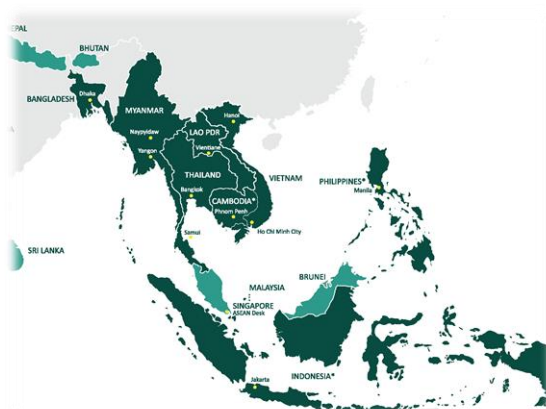 EPAL
BHUTAN
BANGLADESH
Dhaka
MYANMAR
Hanoi
LAO PDR
Naypyidaw
Yangon
Vientiane
THAILAND
VIETNAM
PHILIPPINES*
Manila
Bangkok
CAMBODIA*
Phnom Penh
Ho Chi Minh City
Samui
SRI LANKA
BRUNEI
MALAYSIA
SINGAPORE
ASEAN Desk
INDONESIA*
Jakarta